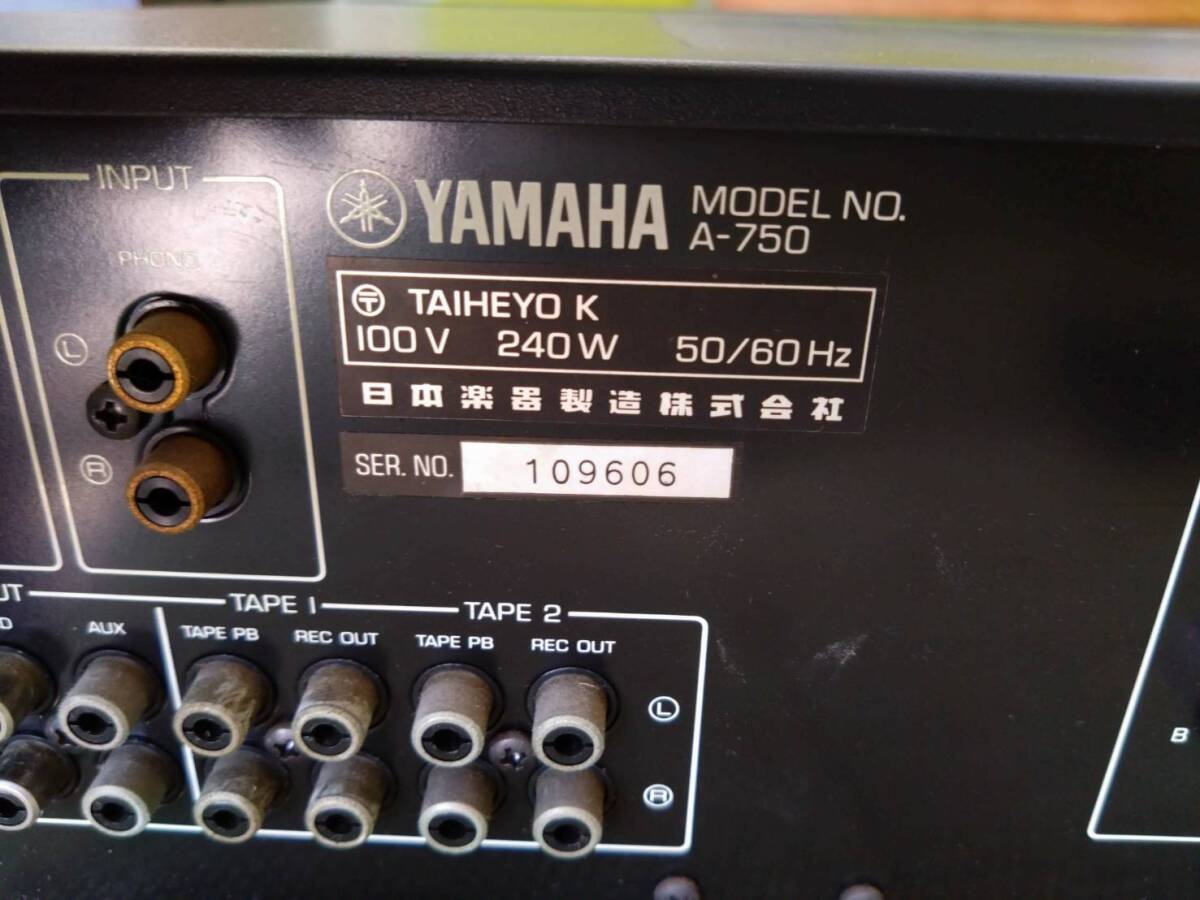 INPUT
PHONO
L
R
YAMAHA
MODEL NO.
A-750
〒 TAIHEYO K
100V 240W 50/60Hz
日本楽器製造株式会社
SER. NO. 109606
TAPE 1
TAPE 2
AUX
TAPE PB
REC OUT
TAPE PB
REC OUT
L
R
B